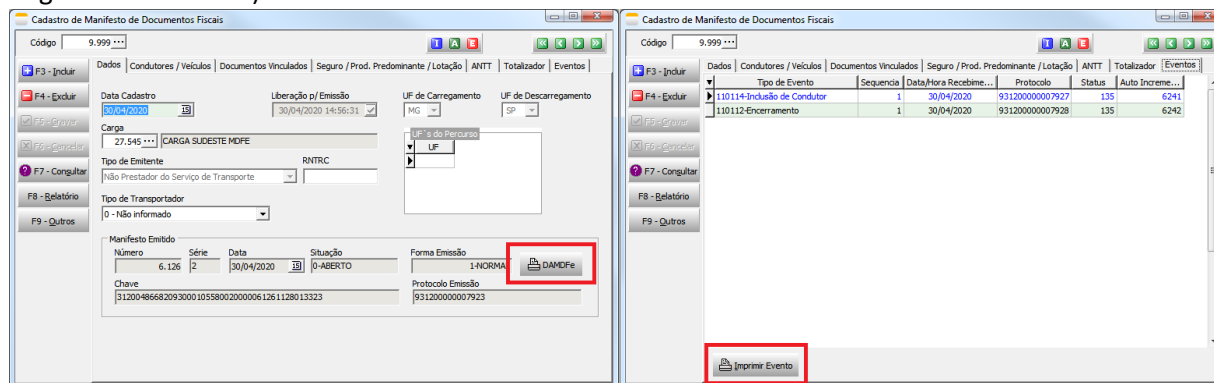 Cadastro de Manifesto de Documentos Fiscais
Código 9.999 ...
I A E
F3 - Incluir
F4 - Excluir
F5 - Gravar
F6 - Cancelar
F7 - Consultar
F8 - Relatório
F9 - Outros
Dados Condutores / Veículos Documentos Vinculados Seguro / Prod. Predominante / Lotação ANTT Totalizador Eventos
Data Cadastro Liberação p/ Emissão UF de Carregamento UF de Descarregamento
30/04/2020 15 30/04/2020 14:56:31 MG SP
Carga
27.545 ... CARGA SUDESTE MDFE
UF`s do Percurso
UF
Tipo de Emitente RNTRC
Não Prestador do Serviço de Transporte
Tipo de Transportador
0 - Não informado
Manifesto Emitido
Número Série Data Situação Forma Emissão
6.126 2 30/04/2020 15 0-ABERTO 1-NORMA
DAMDFe
Chave Protocolo Emissão
31200486682093000105580020000061261128013323 931200000007923
Cadastro de Manifesto de Documentos Fiscais
Código 9.999 ...
I A E
F3 - Incluir
F4 - Excluir
F5 - Gravar
F6 - Cancelar
F7 - Consultar
F8 - Relatório
F9 - Outros
Dados Condutores / Veículos Documentos Vinculados Seguro / Prod. Predominante / Lotação ANTT Totalizador Eventos
Tipo de Evento Sequencia Data/Hora Recebime... Protocolo Status Auto Increme...
110114-Inclusão de Condutor 1 30/04/2020 931200000007927 135 6241
110112-Encerramento 1 30/04/2020 931200000007928 135 6242
Imprimir Evento